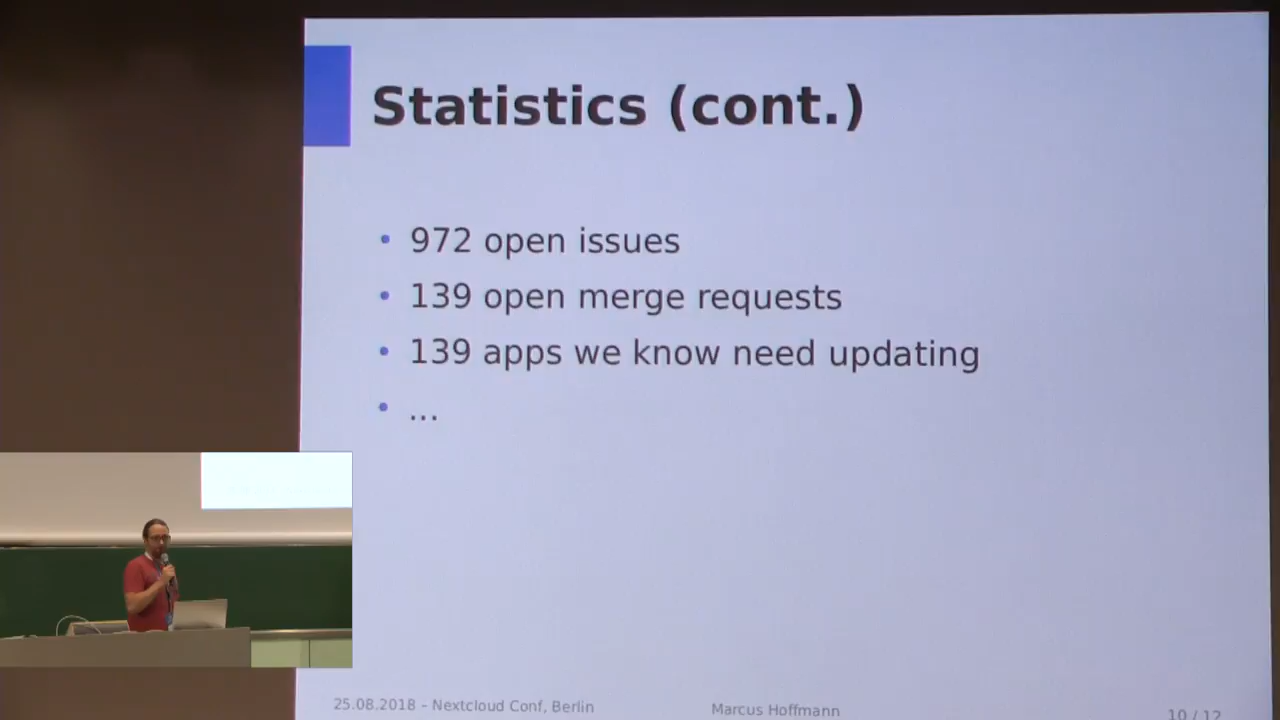 Statistics (cont.)
• 972 open issues
• 139 open merge requests
• 139 apps we know need updating
• ...
25.08.2018 – Nextcloud Conf, Berlin
Marcus Hoffmann
10 / 12